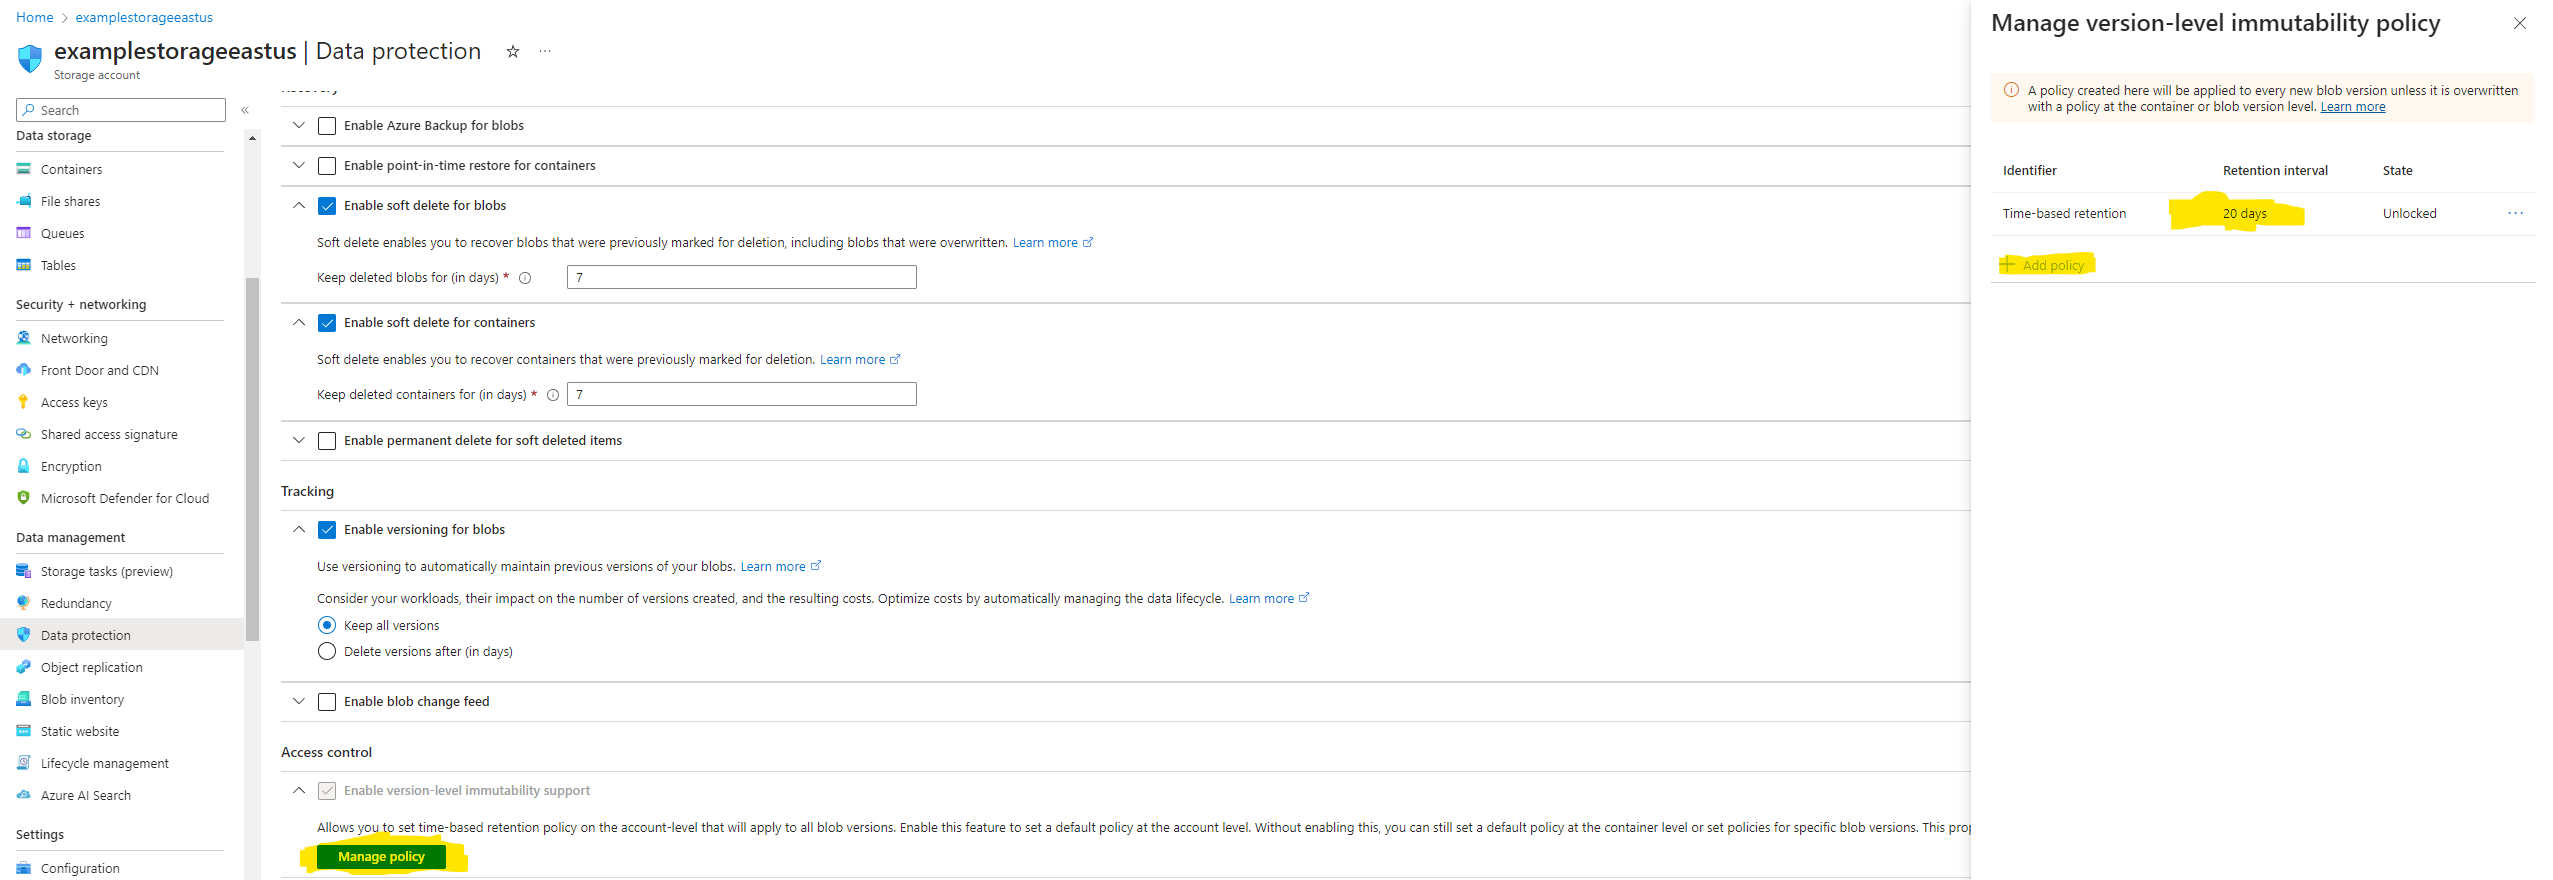 Home > examplestorageeastus
examplestorageeastus | Data protection
Storage account
Search
Data storage
Containers
File shares
Queues
Tables
Security + networking
Networking
Front Door and CDN
Access keys
Shared access signature
Encryption
Microsoft Defender for Cloud
Data management
Storage tasks (preview)
Redundancy
Data protection
Object replication
Blob inventory
Static website
Lifecycle management
Azure AI Search
Settings
Configuration
Recovery
Enable Azure Backup for blobs
Enable point-in-time restore for containers
Enable soft delete for blobs
Soft delete enables you to recover blobs that were previously marked for deletion, including blobs that were overwritten. Learn more
Keep deleted blobs for (in days) * 7
Enable soft delete for containers
Soft delete enables you to recover containers that were previously marked for deletion. Learn more
Keep deleted containers for (in days) * 7
Enable permanent delete for soft deleted items
Tracking
Enable versioning for blobs
Use versioning to automatically maintain previous versions of your blobs. Learn more
Consider your workloads, their impact on the number of versions created, and the resulting costs. Optimize costs by automatically managing the data lifecycle. Learn more
Keep all versions
Delete versions after (in days)
Enable blob change feed
Access control
Enable version-level immutability support
Allows you to set time-based retention policy on the account-level that will apply to all blob versions. Enable this feature to set a default policy at the account level. Without enabling this, you can still set a default policy at the container level or set policies for specific blob versions. This
Manage policy
Manage version-level immutability policy
A policy created here will be applied to every new blob version unless it is overwritten
with a policy at the container or blob version level. Learn more
Identifier Retention interval State
Time-based retention 20 days Unlocked
Add policy